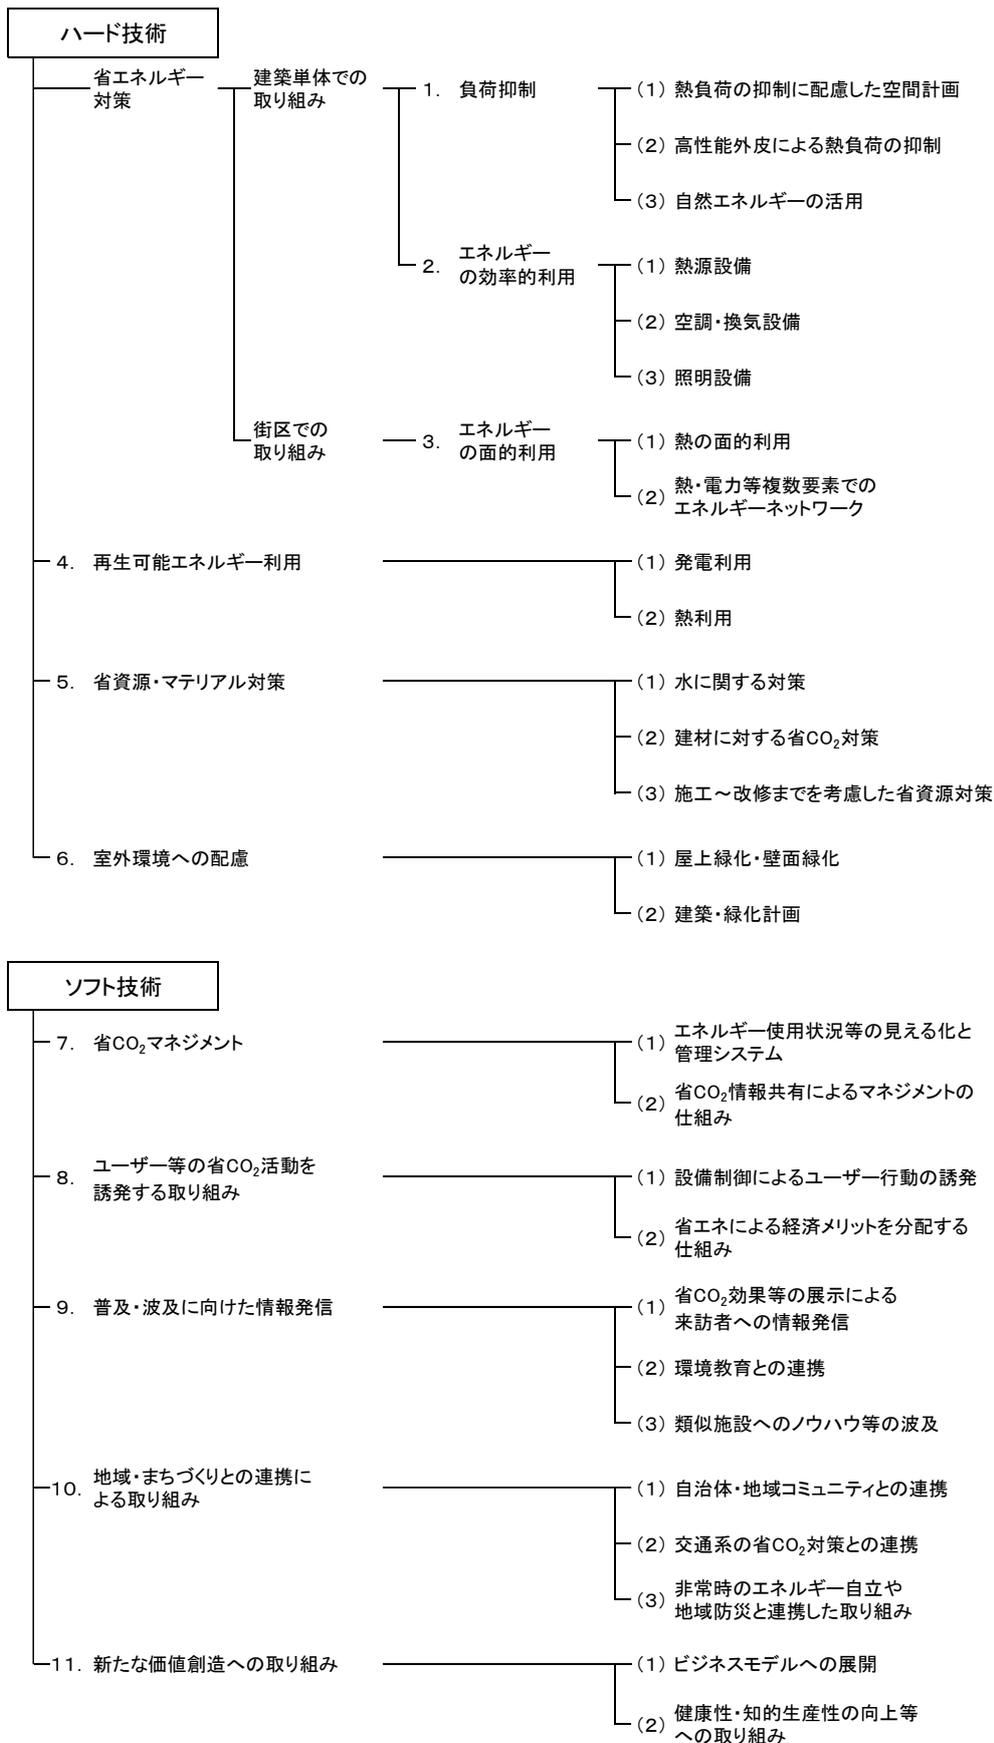 ハード技術
省エネルギー
対策
建築単体での
取り組み
1. 負荷抑制
(1) 熱負荷の抑制に配慮した空間計画
(2) 高性能外皮による熱負荷の抑制
(3) 自然エネルギーの活用
2. エネルギー
の効率的利用
(1) 熱源設備
(2) 空調・換気設備
(3) 照明設備
街区での
取り組み
3. エネルギー
の面的利用
(1) 熱の面的利用
(2) 熱・電力等複数要素での
エネルギーネットワーク
4. 再生可能エネルギー利用
(1) 発電利用
(2) 熱利用
5. 省資源・マテリアル対策
(1) 水に関する対策
(2) 建材に対する省CO₂対策
(3) 施工～改修までを考慮した省資源対策
6. 室外環境への配慮
(1) 屋上緑化・壁面緑化
(2) 建築・緑化計画
ソフト技術
7. 省CO₂マネジメント
(1) エネルギー使用状況等の見える化と
管理システム
(2) 省CO₂情報共有によるマネジメントの
仕組み
8. ユーザー等の省CO₂活動を
誘発する取り組み
(1) 設備制御によるユーザー行動の誘発
(2) 省エネによる経済メリットを分配する
仕組み
9. 普及・波及に向けた情報発信
(1) 省CO₂効果等の展示による
来訪者への情報発信
(2) 環境教育との連携
(3) 類似施設へのノウハウ等の波及
10. 地域・まちづくりとの連携に
よる取り組み
(1) 自治体・地域コミュニティとの連携
(2) 交通系の省CO₂対策との連携
(3) 非常時のエネルギー自立や
地域防災と連携した取り組み
11. 新たな価値創造への取り組み
(1) ビジネスモデルへの展開
(2) 健康性・知的生産性の向上等
への取り組み